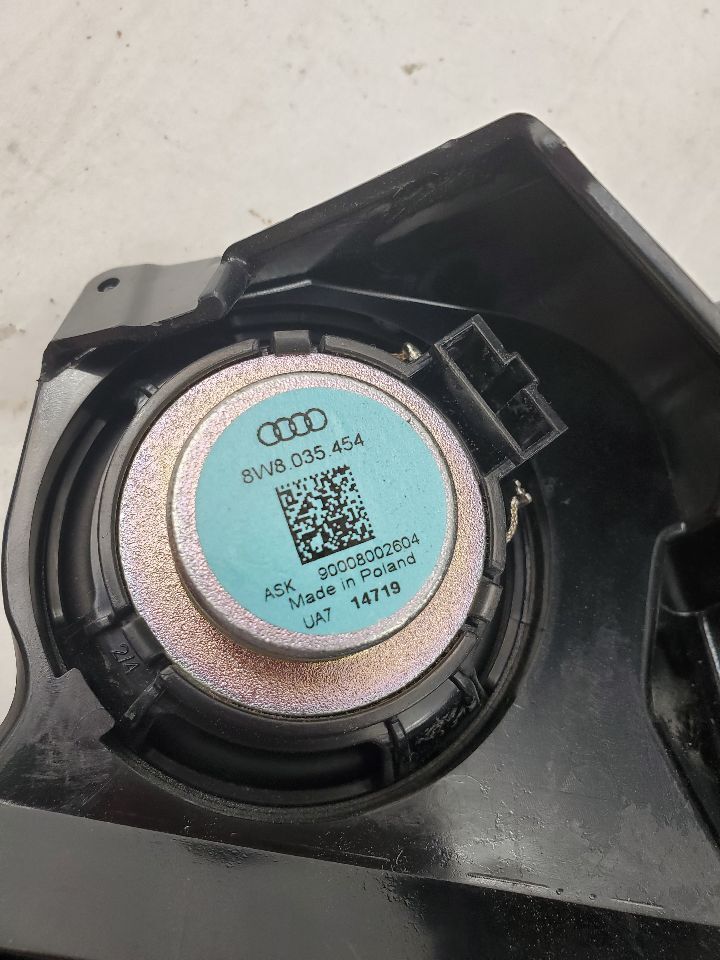 8W8.035.454
ASK 90008002604
Made in Poland
UA7 14719